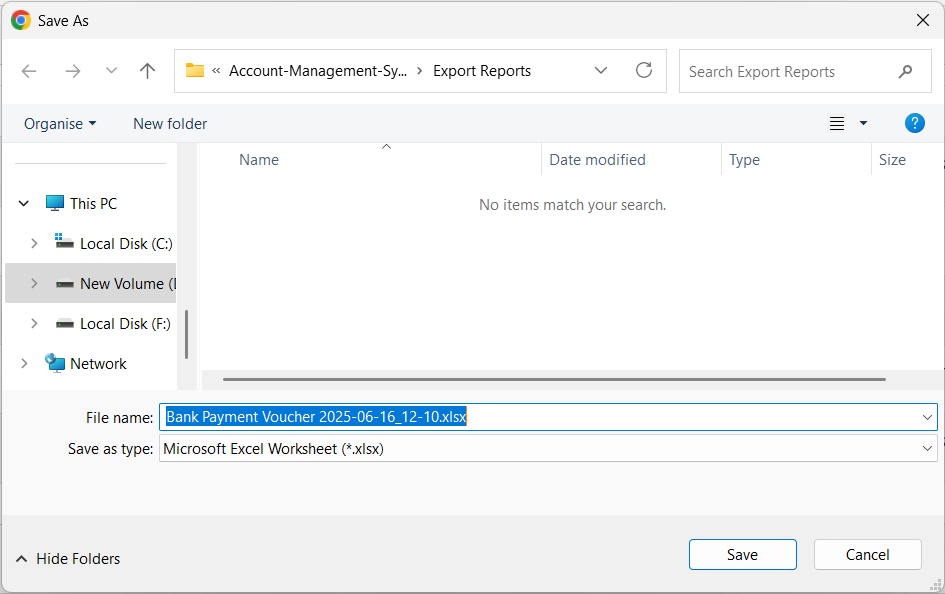 Save As
« Account-Management-Sy... › Export Reports
Search Export Reports
Organise
New folder
?
Name
Date modified
Type
Size
No items match your search.
This PC
Local Disk (C:)
New Volume (
Local Disk (F:)
Network
File name: Bank Payment Voucher 2025-06-16_12-10.xlsx
Save as type: Microsoft Excel Worksheet (*.xlsx)
Hide Folders
Save
Cancel